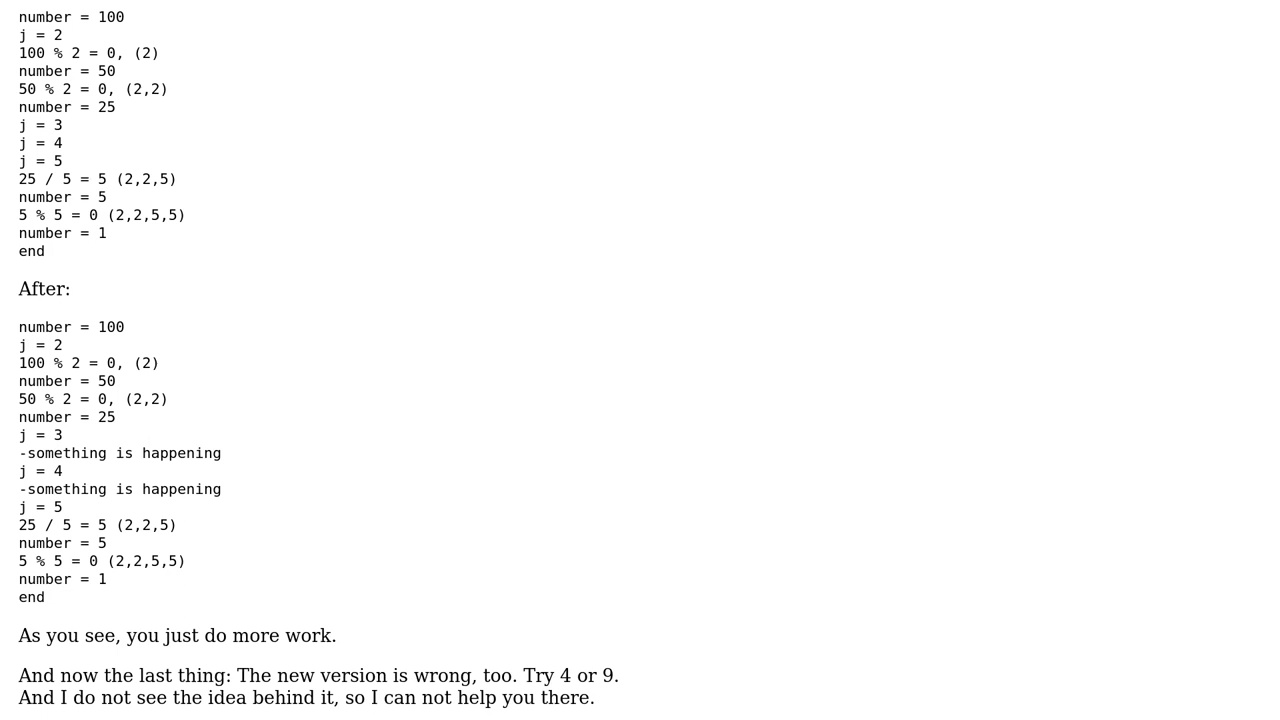 number = 100
j = 2
100 % 2 = 0, (2)
number = 50
50 % 2 = 0, (2,2)
number = 25
j = 3
j = 4
j = 5
25 / 5 = 5 (2,2,5)
number = 5
5 % 5 = 0 (2,2,5,5)
number = 1
end
After:
number = 100
j = 2
100 % 2 = 0, (2)
number = 50
50 % 2 = 0, (2,2)
number = 25
j = 3
-something is happening
j = 4
-something is happening
j = 5
25 / 5 = 5 (2,2,5)
number = 5
5 % 5 = 0 (2,2,5,5)
number = 1
end
As you see, you just do more work.
And now the last thing: The new version is wrong, too. Try 4 or 9.
And I do not see the idea behind it, so I can not help you there.